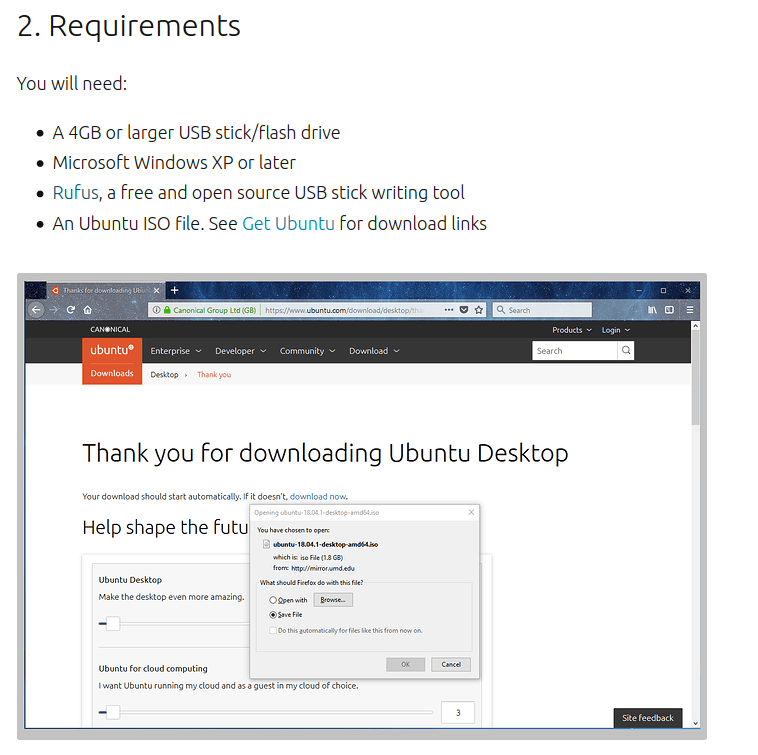 2. Requirements
You will need:
• A 4GB or larger USB stick/flash drive
• Microsoft Windows XP or later
• Rufus, a free and open source USB stick writing tool
• An Ubuntu ISO file. See Get Ubuntu for download links
Thanks for downloading Ubu
Canonical Group Ltd (GB) https://www.ubuntu.com/download/desktop/tha
Search
CANONICAL
Products Login
ubuntu Enterprise Developer Community Download
Search
Downloads Desktop › Thank you
Thank you for downloading Ubuntu Desktop
Your download should start automatically. If it doesn't, download now.
Help shape the futu
Opening ubuntu-18.04.1-desktop-amd64.iso
You have chosen to open:
ubuntu-18.04.1-desktop-amd64.iso
which is: iso File (1.8 GB)
from: http://mirror.umd.edu
What should Firefox do with this file?
Open with Browse...
Save File
Do this automatically for files like this from now on.
OK Cancel
Ubuntu Desktop
Make the desktop even more amazing.
Ubuntu for cloud computing
I want Ubuntu running my cloud and as a guest in my cloud of choice.
3
Site feedback